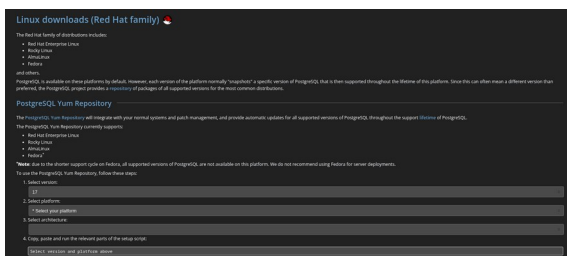 Linux downloads (Red Hat family)
The Red Hat family of distributions includes:
• Red Hat Enterprise Linux
• Rocky Linux
• AlmaLinux
• Fedora
and others.
PostgreSQL is available on these platforms by default. However, each version of the platform normally "snapshots" a specific version of PostgreSQL that is then supported throughout the lifetime of this platform. Since this can often mean a different version than
preferred, the PostgreSQL project provides a repository of packages of all supported versions for the most common distributions.
PostgreSQL Yum Repository
The PostgreSQL Yum Repository will integrate with your normal systems and patch management, and provide automatic updates for all supported versions of PostgreSQL throughout the support lifetime of PostgreSQL.
The PostgreSQL Yum Repository currently supports:
• Red Hat Enterprise Linux
• Rocky Linux
• AlmaLinux
• Fedora*
*Note: due to the shorter support cycle on Fedora, all supported versions of PostgreSQL are not available on this platform. We do not recommend using Fedora for server deployments.
To use the PostgreSQL Yum Repository, follow these steps:
1. Select version:
17
2. Select platform:
* Select your platform
3. Select architecture:
4. Copy, paste and run the relevant parts of the setup script:
Select version and platform above